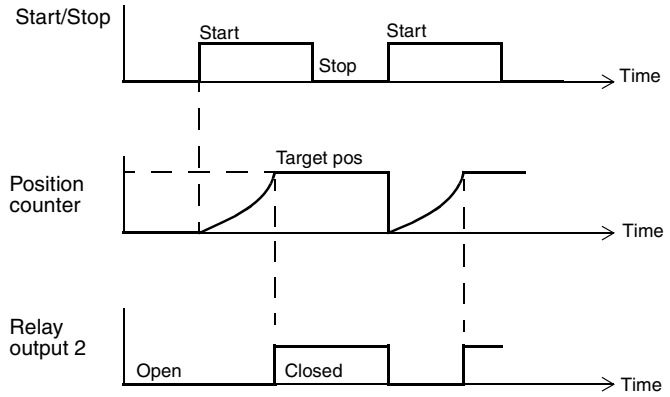 Start/Stop
Start
Stop
Start
Time
Position
counter
Target pos
Time
Relay
output 2
Open
Closed
Time